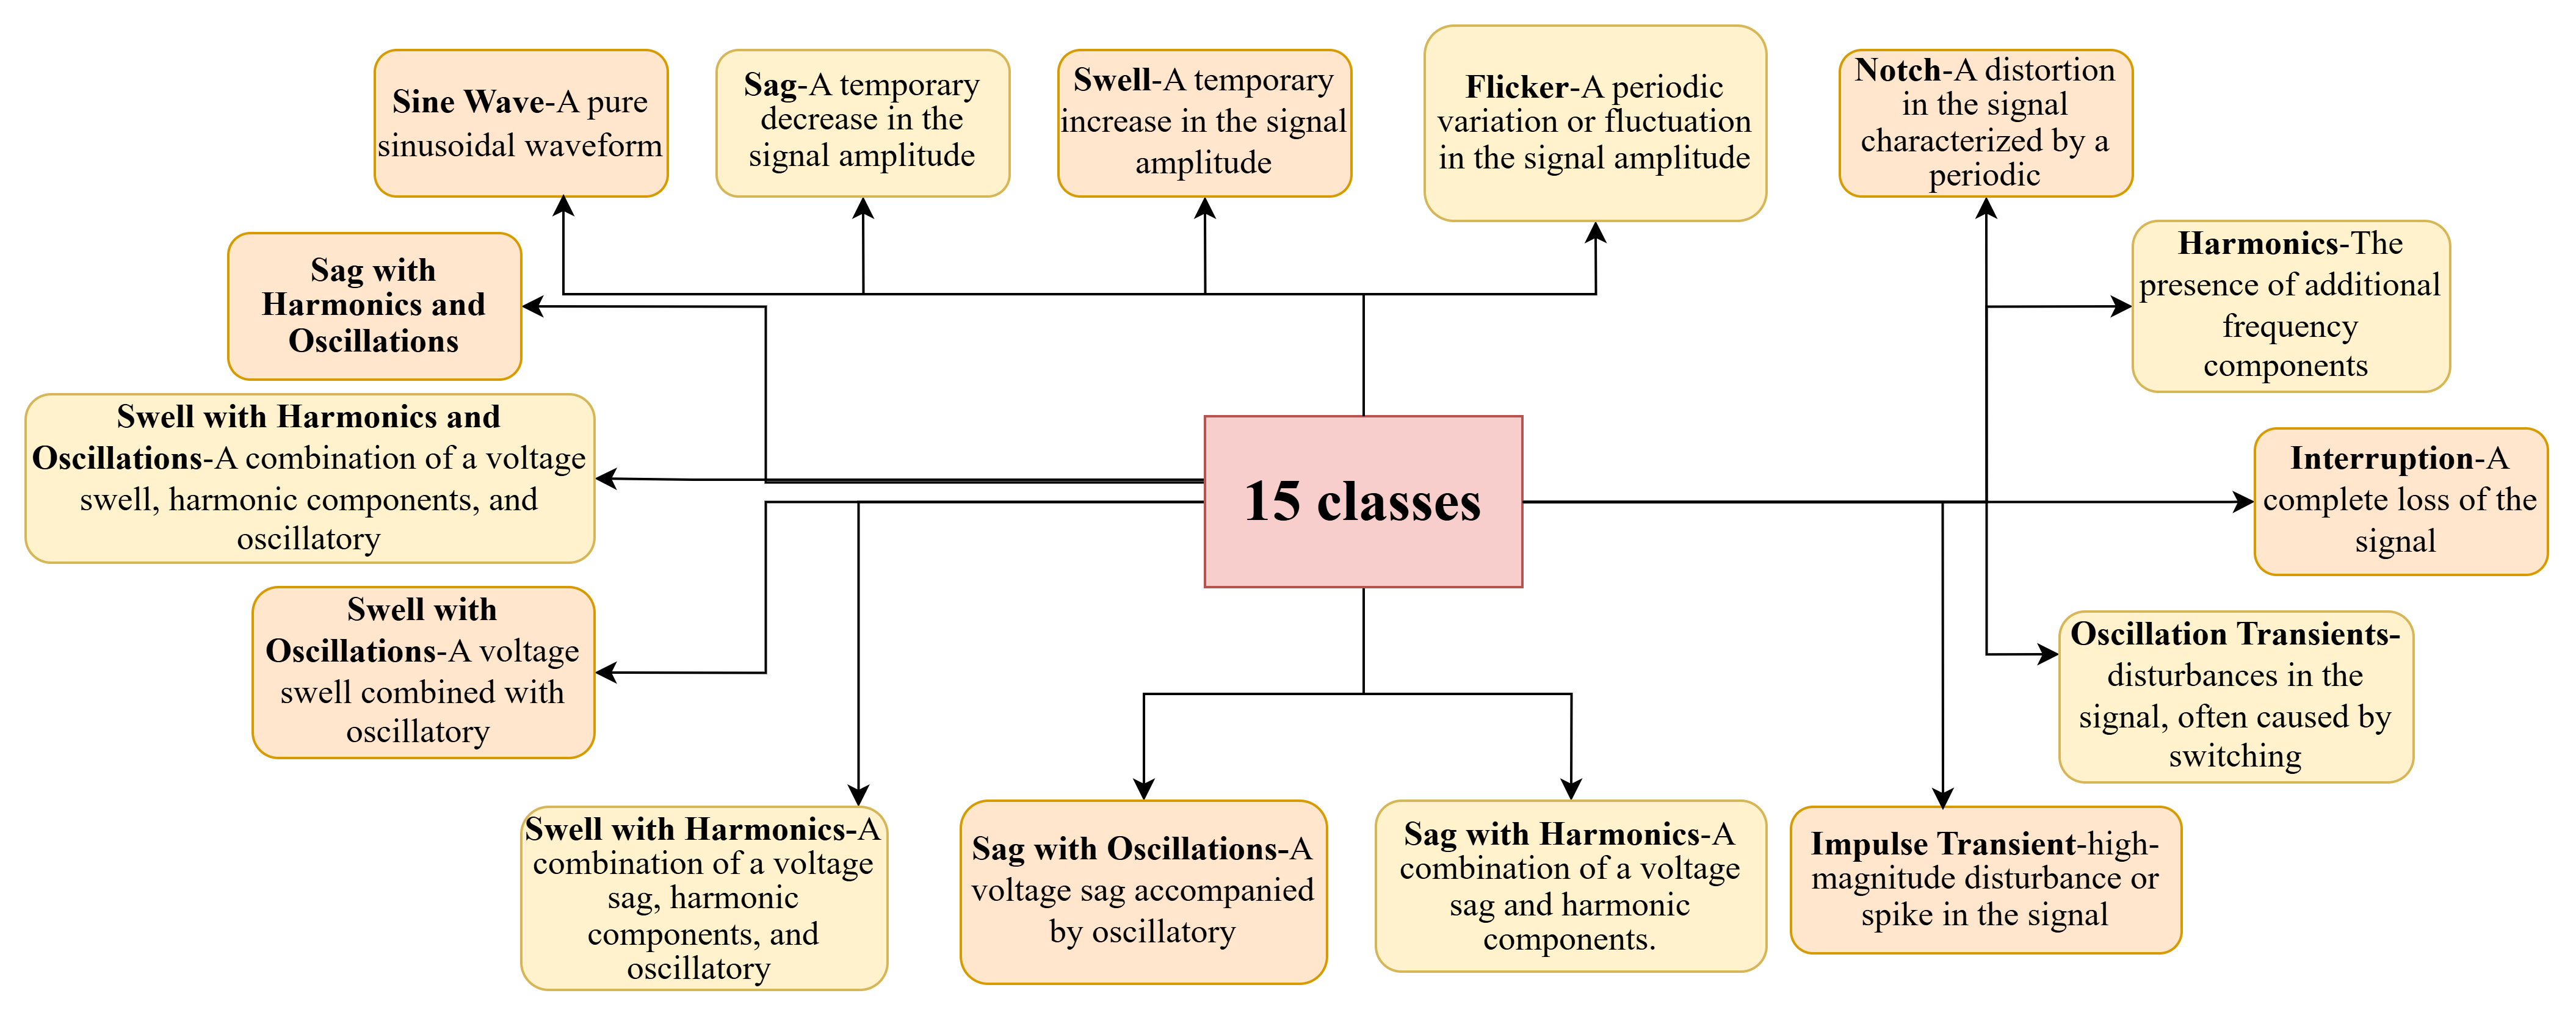 Sine Wave-A pure
sinusoidal waveform
Sag-A temporary
decrease in the
signal amplitude
Swell-A temporary
increase in the signal
amplitude
Flicker-A periodic
variation or fluctuation
in the signal amplitude
Notch-A distortion
in the signal
characterized by a
periodic
Harmonics-The
presence of additional
frequency
components
Sag with
Harmonics and
Oscillations
Swell with Harmonics and
Oscillations-A combination of a voltage
swell, harmonic components, and
oscillatory
15 classes
Interruption-A
complete loss of the
signal
Swell with
Oscillations-A voltage
swell combined with
oscillatory
Oscillation Transients-
disturbances in the
signal, often caused by
switching
Swell with Harmonics-A
combination of a voltage
sag, harmonic
components, and
oscillatory
Sag with Oscillations-A
voltage sag accompanied
by oscillatory
Sag with Harmonics-A
combination of a voltage
sag and harmonic
components.
Impulse Transient-high-
magnitude disturbance or
spike in the signal